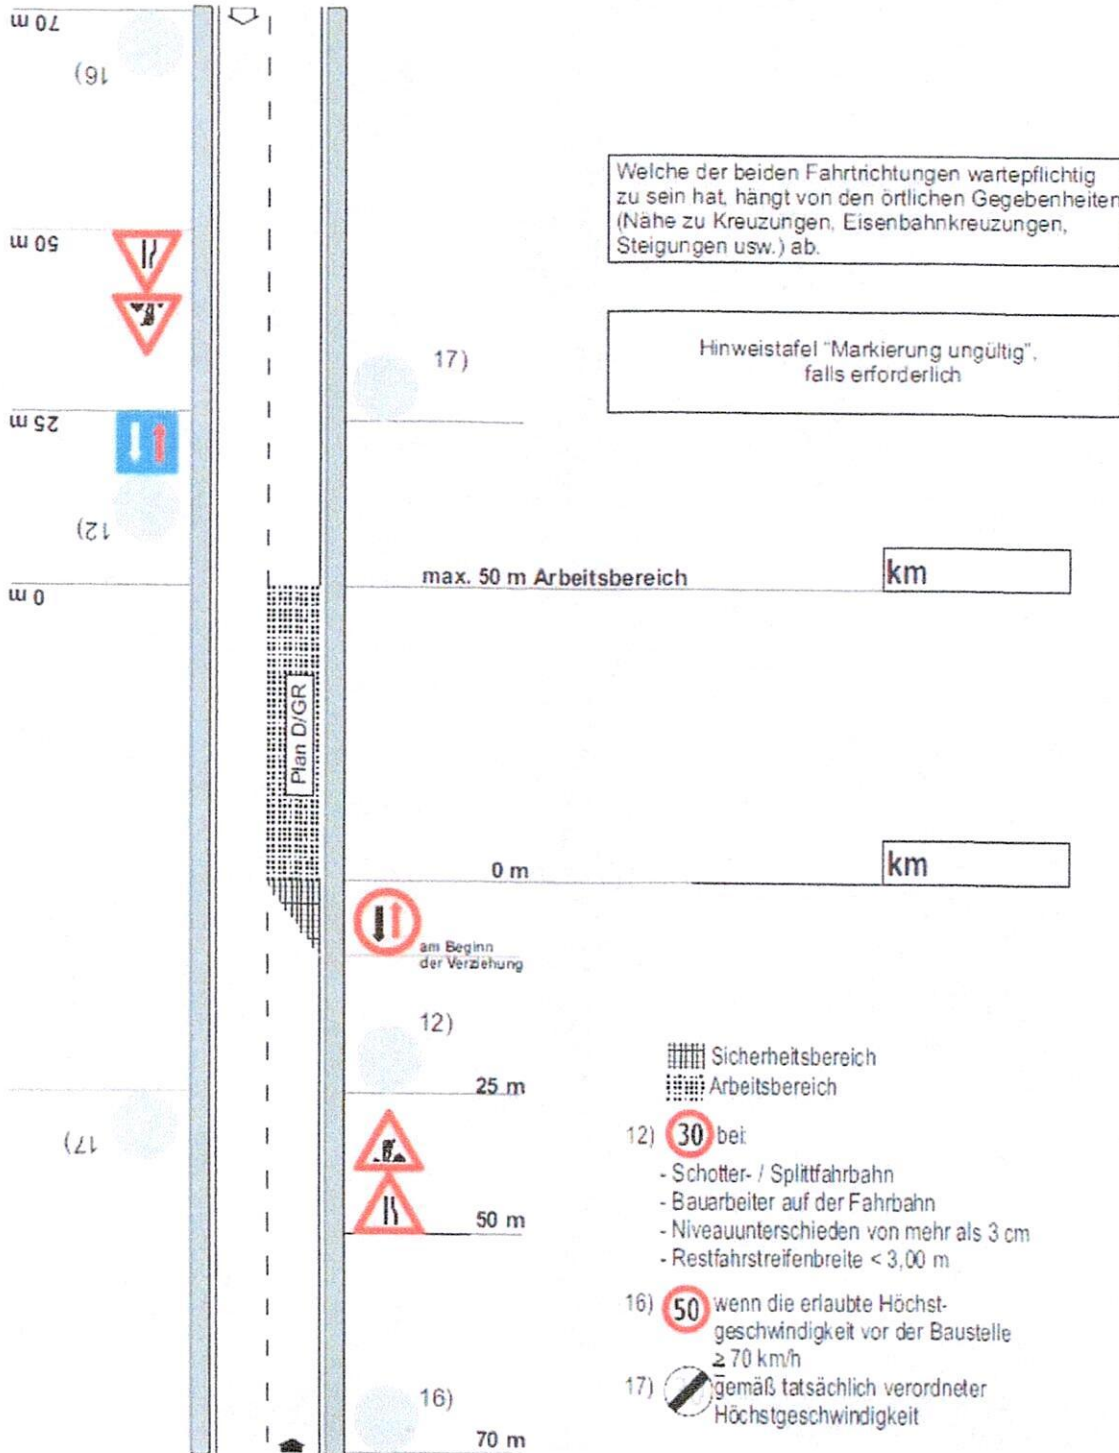 70 m
16)
Welche der beiden Fahrtrichtungen wartepflichtig
zu sein hat, hängt von den örtlichen Gegebenheiten
(Nähe zu Kreuzungen, Eisenbahnkreuzungen,
Steigungen usw.) ab.
50 m
Hinweistafel "Markierung ungültig",
falls erforderlich
17)
25 m
12)
max. 50 m Arbeitsbereich
km
0 m
Plan D/GR
0 m
km
am Beginn
der Verziehung
12)
25 m
17)
50 m
16)
70 m
Sicherheitsbereich
Arbeitsbereich
12) 30 bei:
- Schotter- / Splittfahrbahn
- Bauarbeiter auf der Fahrbahn
- Niveauunterschieden von mehr als 3 cm
- Restfahrstreifenbreite < 3,00 m
16) 50 wenn die erlaubte Höchst-
geschwindigkeit vor der Baustelle
≥ 70 km/h
17) gemäß tatsächlich verordneter
Höchstgeschwindigkeit